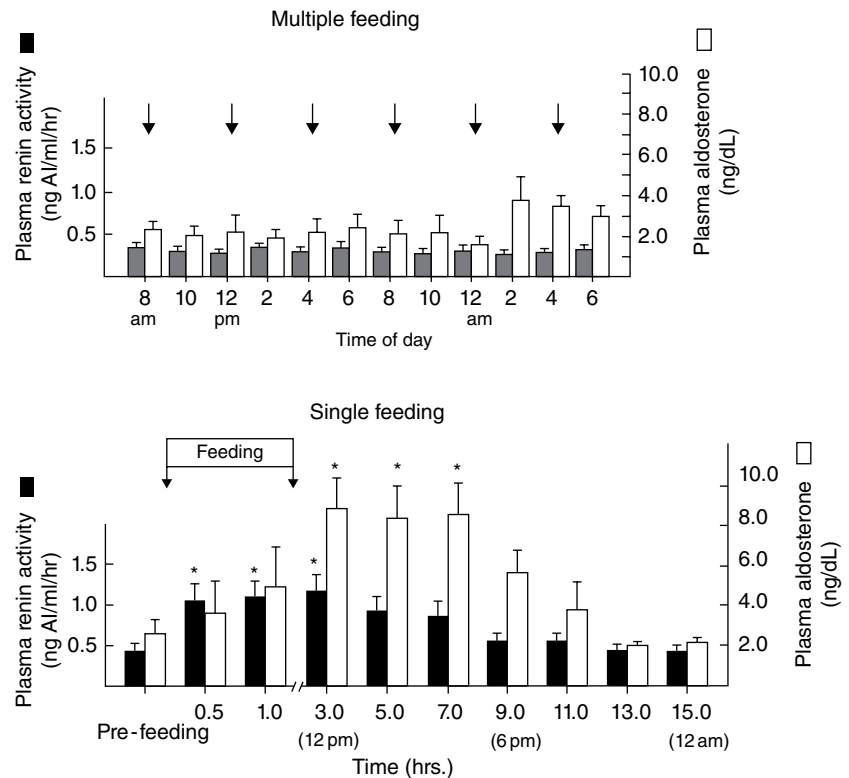 Multiple feeding
Plasma renin activity
(ng AI/ml/hr)
1.5
1.0
0.5
10.0
8.0
6.0
4.0
2.0
Plasma aldosterone
(ng/dL)
8 10 12 2 4 6 8 10 12 2 4 6
am pm am
Time of day
Single feeding
Feeding
Plasma renin activity
(ng AI/ml/hr)
1.5
1.0
0.5
* * * * * *
10.0
8.0
6.0
4.0
2.0
Plasma aldosterone
(ng/dL)
0.5 1.0 3.0 5.0 7.0 9.0 11.0 13.0 15.0
Pre-feeding (12 pm) (6 pm) (12 am)
Time (hrs.)